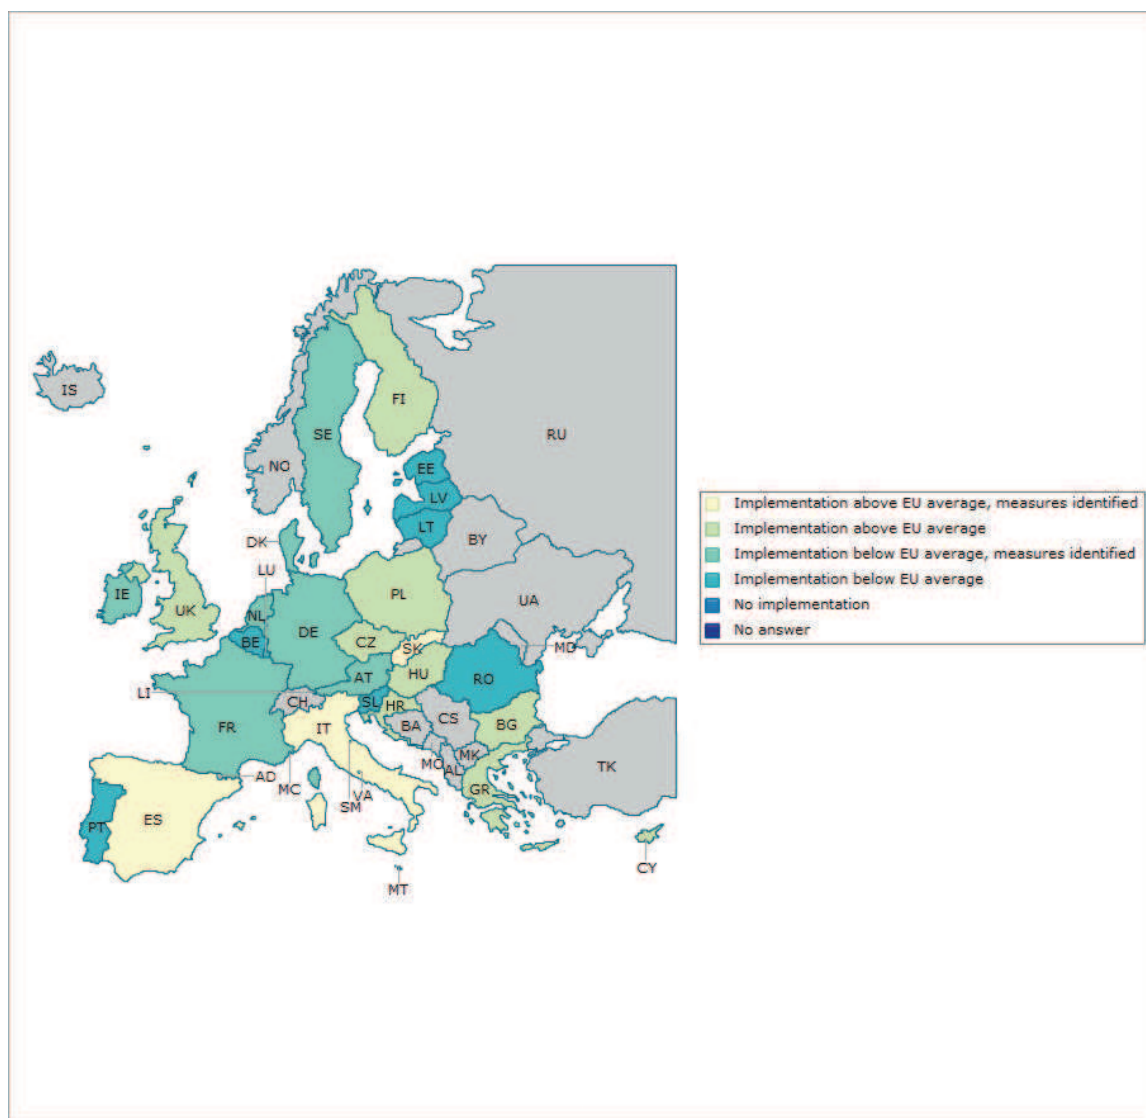 IS
FI
SE
RU
NO
EE
LV
LT
BY
DK
LU
IE
UK
NL
DE
PL
UA
BE
CZ
SK
MD
AT
HU
RO
LI
CH
SL
HR
FR
IT
BA
CS
BG
MK
MO
AL
TK
AD
MC
SM
VA
GR
PT
ES
CY
MT
Implementation above EU average, measures identified
Implementation above EU average
Implementation below EU average, measures identified
Implementation below EU average
No implementation
No answer